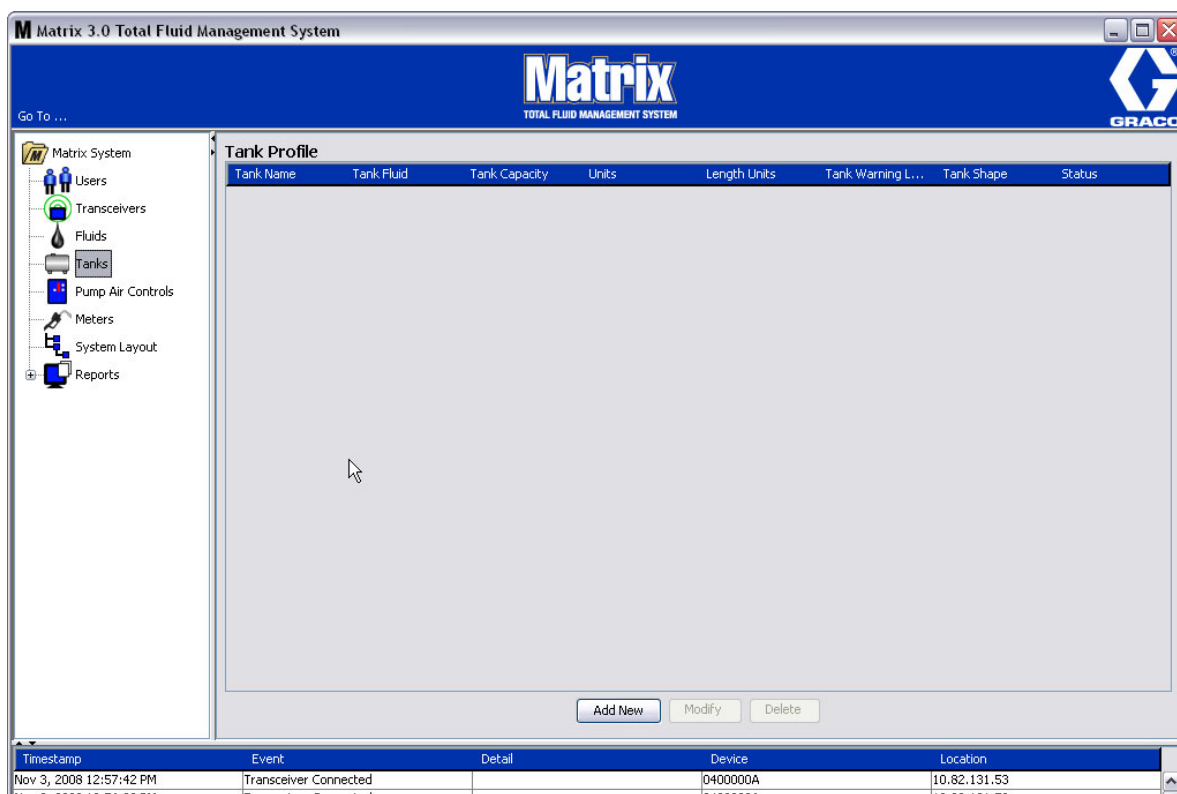 Matrix 3.0 Total Fluid Management System
Matrix
TOTAL FLUID MANAGEMENT SYSTEM
GRACO
Go To ...
Matrix System
Users
Transceivers
Fluids
Tanks
Pump Air Controls
Meters
System Layout
Reports
Tank Profile
Tank Name Tank Fluid Tank Capacity Units Length Units Tank Warning L... Tank Shape Status
Add New Modify Delete
Timestamp Event Detail Device Location
Nov 3, 2008 12:57:42 PM Transceiver Connected 0400000A 10.82.131.53